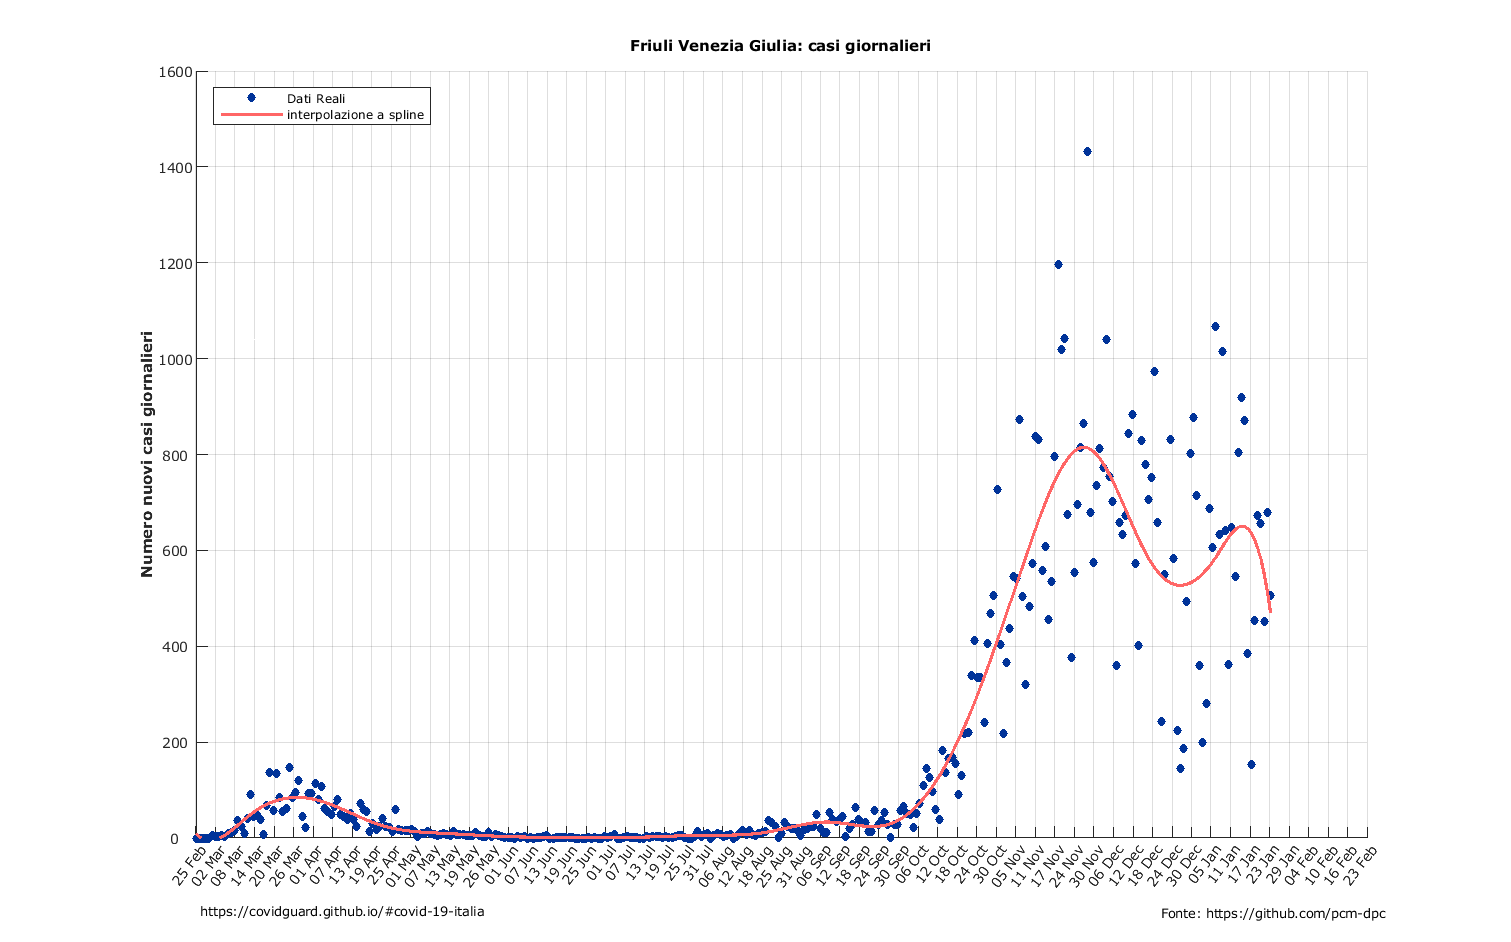 Friuli Venezia Giulia: casi giornalieri
Dati Reali
interpolazione a spline
Numero nuovi casi giornalieri
1600
1400
1200
1000
800
600
400
200
0
25 Feb
02 Mar
08 Mar
14 Mar
20 Mar
26 Mar
01 Apr
07 Apr
13 Apr
19 Apr
25 Apr
01 May
07 May
13 May
19 May
26 May
01 Jun
07 Jun
13 Jun
19 Jun
25 Jun
01 Jul
07 Jul
13 Jul
19 Jul
25 Jul
31 Jul
06 Aug
12 Aug
18 Aug
25 Aug
31 Aug
06 Sep
12 Sep
18 Sep
24 Sep
30 Sep
06 Oct
12 Oct
18 Oct
24 Oct
30 Oct
05 Nov
11 Nov
17 Nov
24 Nov
30 Nov
06 Dec
12 Dec
18 Dec
24 Dec
30 Dec
05 Jan
11 Jan
17 Jan
23 Jan
29 Feb
04 Feb
10 Feb
16 Feb
23 Feb
https://covidguard.github.io/#covid-19-italia
Fonte: https://github.com/pcm-dpc